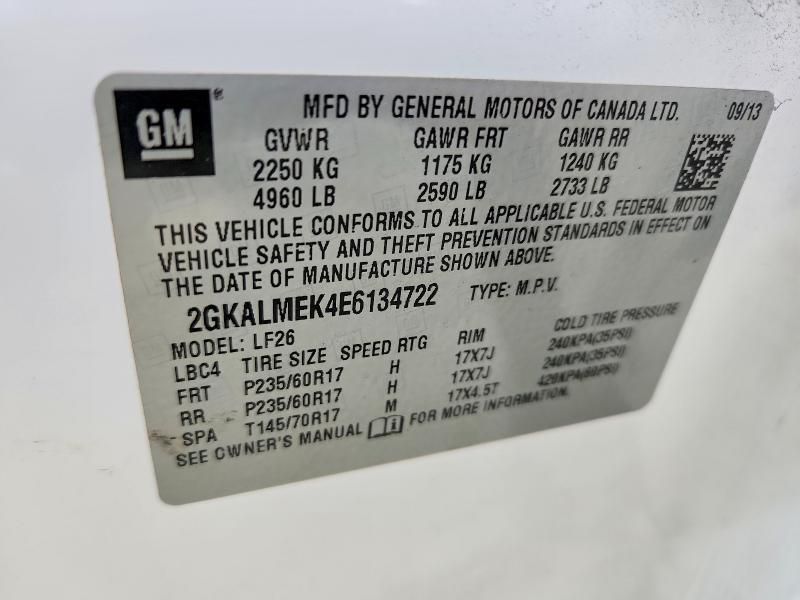 GM® MFD BY GENERAL MOTORS OF CANADA LTD. 09/13
GVWR GAWR FRT GAWR RR
2250 KG 1175 KG 1240 KG
4960 LB 2590 LB 2733 LB
THIS VEHICLE CONFORMS TO ALL APPLICABLE U.S. FEDERAL MOTOR
VEHICLE SAFETY AND THEFT PREVENTION STANDARDS IN EFFECT ON
THE DATE OF MANUFACTURE SHOWN ABOVE.
2GKALMEK4E6134722 TYPE: M.P.V.
MODEL: LF26
LBC4 TIRE SIZE SPEED RTG RIM COLD TIRE PRESSURE
FRT P235/60R17 H 17X7J 240KPA(35PSI)
RR P235/60R17 H 17X7J 240KPA(35PSI)
SPA T145/70R17 M 17X4.5T 420KPA(60PSI)
SEE OWNER'S MANUAL FOR MORE INFORMATION.